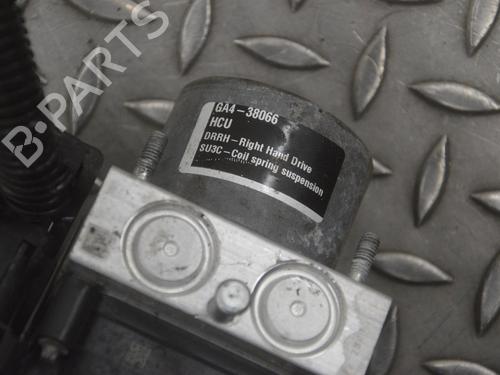 B-PARTS
GA4-38066
HCU
DRRH-Right Hand Drive
SU3C-Coil spring suspension